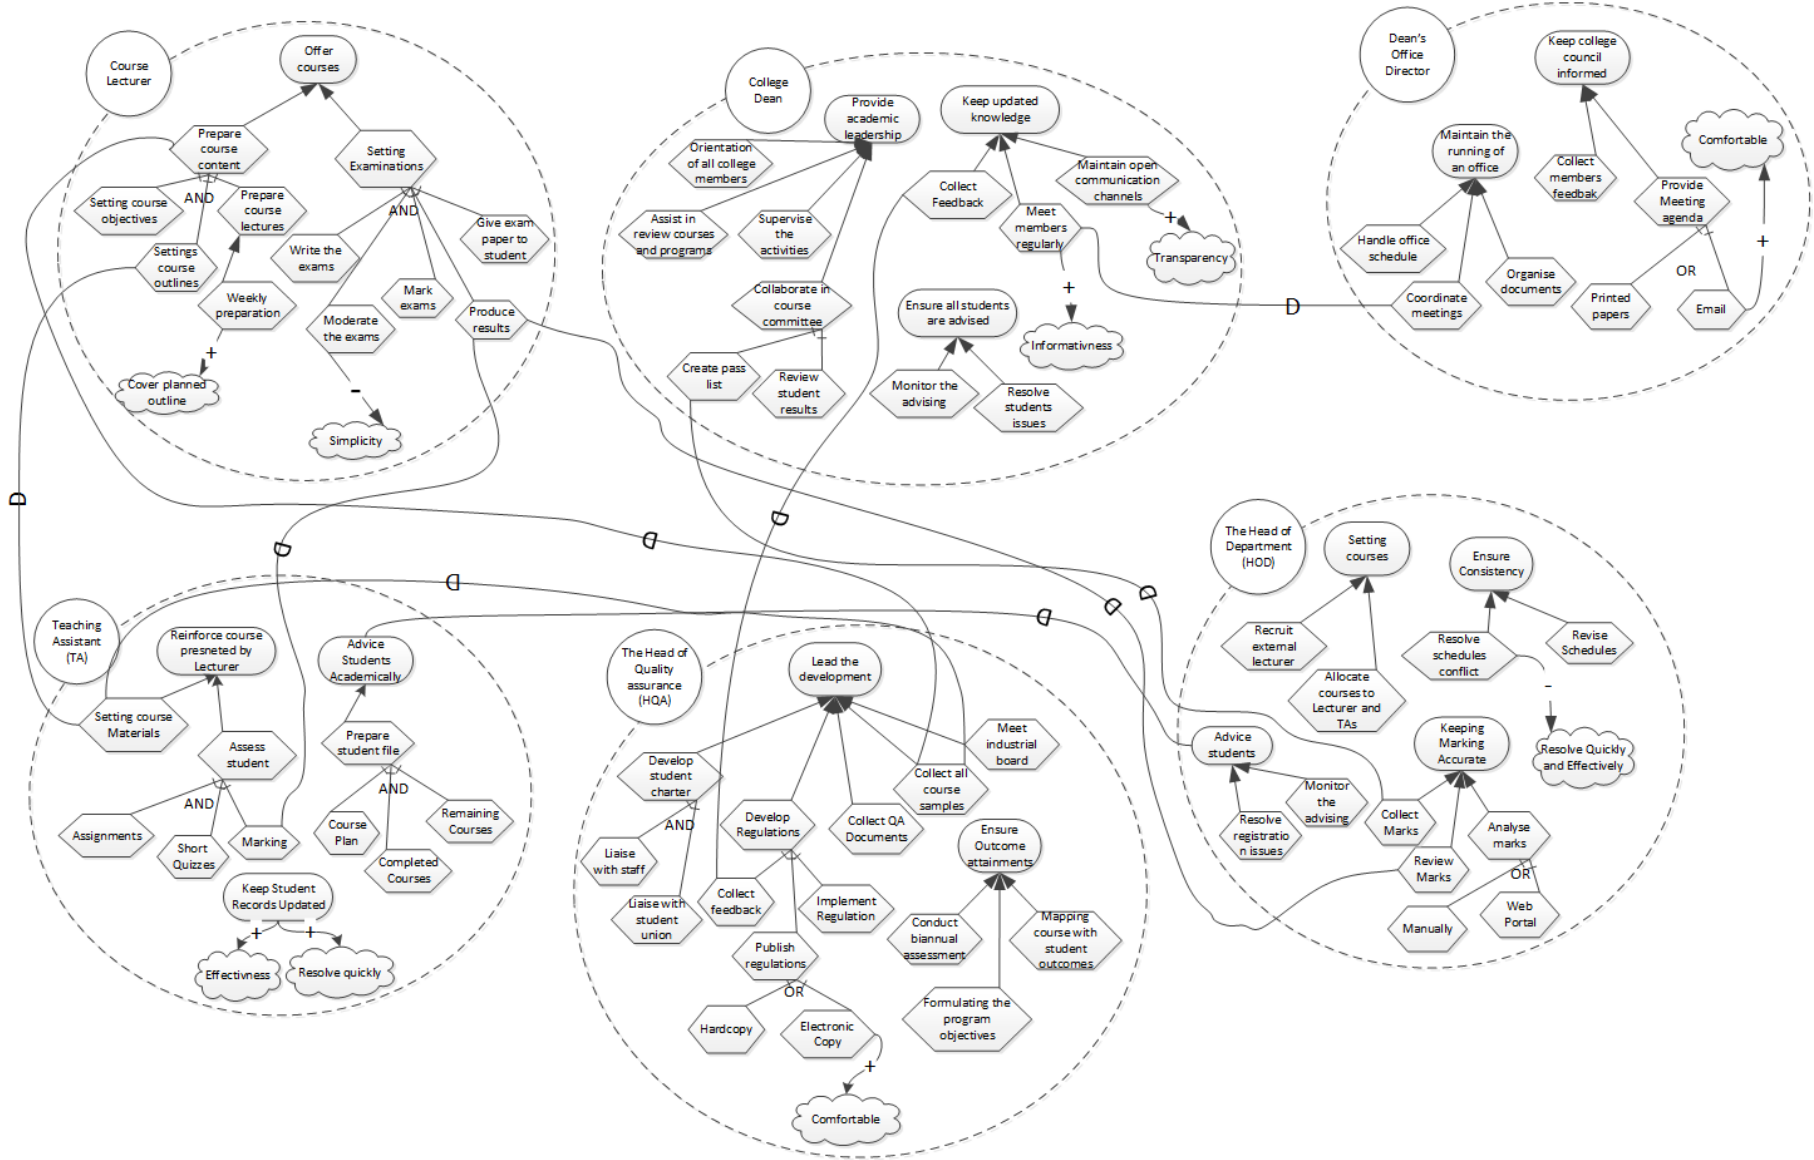 Course
Lecturer
Offer
courses
Prepare
course
content
Setting
Examinations
AND
Setting course
objectives
Prepare
course
lectures
Settings
course
outlines
Weekly
preparation
+
Cover planned
outline
AND
Write the
exams
Give exam
paper to
student
Mark
exams
Moderate
the exams
Produce
results
-
Simplicity
College
Dean
Provide
academic
leadership
Keep updated
knowledge
Orientation
of all college
members
Assist in
review courses
and programs
Supervise
the
activities
Collaborate in
course
committee
Create pass
list
Review
student
results
Collect
Feedback
Meet
members
regularly
Maintain open
communication
channels
+
Transparency
+
Informativness
Ensure all students
are advised
Monitor the
advising
Resolve
students
issues
D
Dean's
Office
Director
Keep college
council
informed
Maintain the
running of
an office
Comfortable
Collect
members
feedbak
Provide
Meeting
agenda
Handle office
schedule
Coordinate
meetings
Organise
documents
OR
Printed
papers
Email
+
D
D
D
D
D
D
D
D
Teaching
Assistant
(TA)
Reinforce course
presneted by
Lecturer
Advice
Students
Academically
Setting course
Materials
Assess
student
Prepare
student file
AND
Assignments
Short
Quizzes
Marking
AND
Course
Plan
Completed
Courses
Remaining
Courses
Keep Student
Records Updated
+
+
Effectivness
Resolve quickly
The Head of
Quality
assurance
(HQA)
Lead the
development
Develop
student
charter
Meet
industrial
board
Collect all
course
samples
Develop
Regulations
Collect QA
Documents
AND
Liaise
with staff
Liaise with
student
union
Collect
feedback
Implement
Regulation
Publish
regulations
OR
Hardcopy
Electronic
Copy
+
Comfortable
Ensure
Outcome
attainments
Conduct
biannual
assessment
Mapping
course with
student
outcomes
Formulating the
program
objectives
The Head of
Department
(HOD)
Setting
courses
Ensure
Consistency
Recruit
external
lecturer
Allocate
courses to
Lecturer and
TAs
Resolve
schedules
conflict
Revise
Schedules
-
Resolve Quickly
and Effectively
Advice
students
Resolve
registratio
n issues
Monitor
the
advising
Keeping
Marking
Accurate
Collect
Marks
Review
Marks
Analyse
marks
OR
Manually
Web
Portal